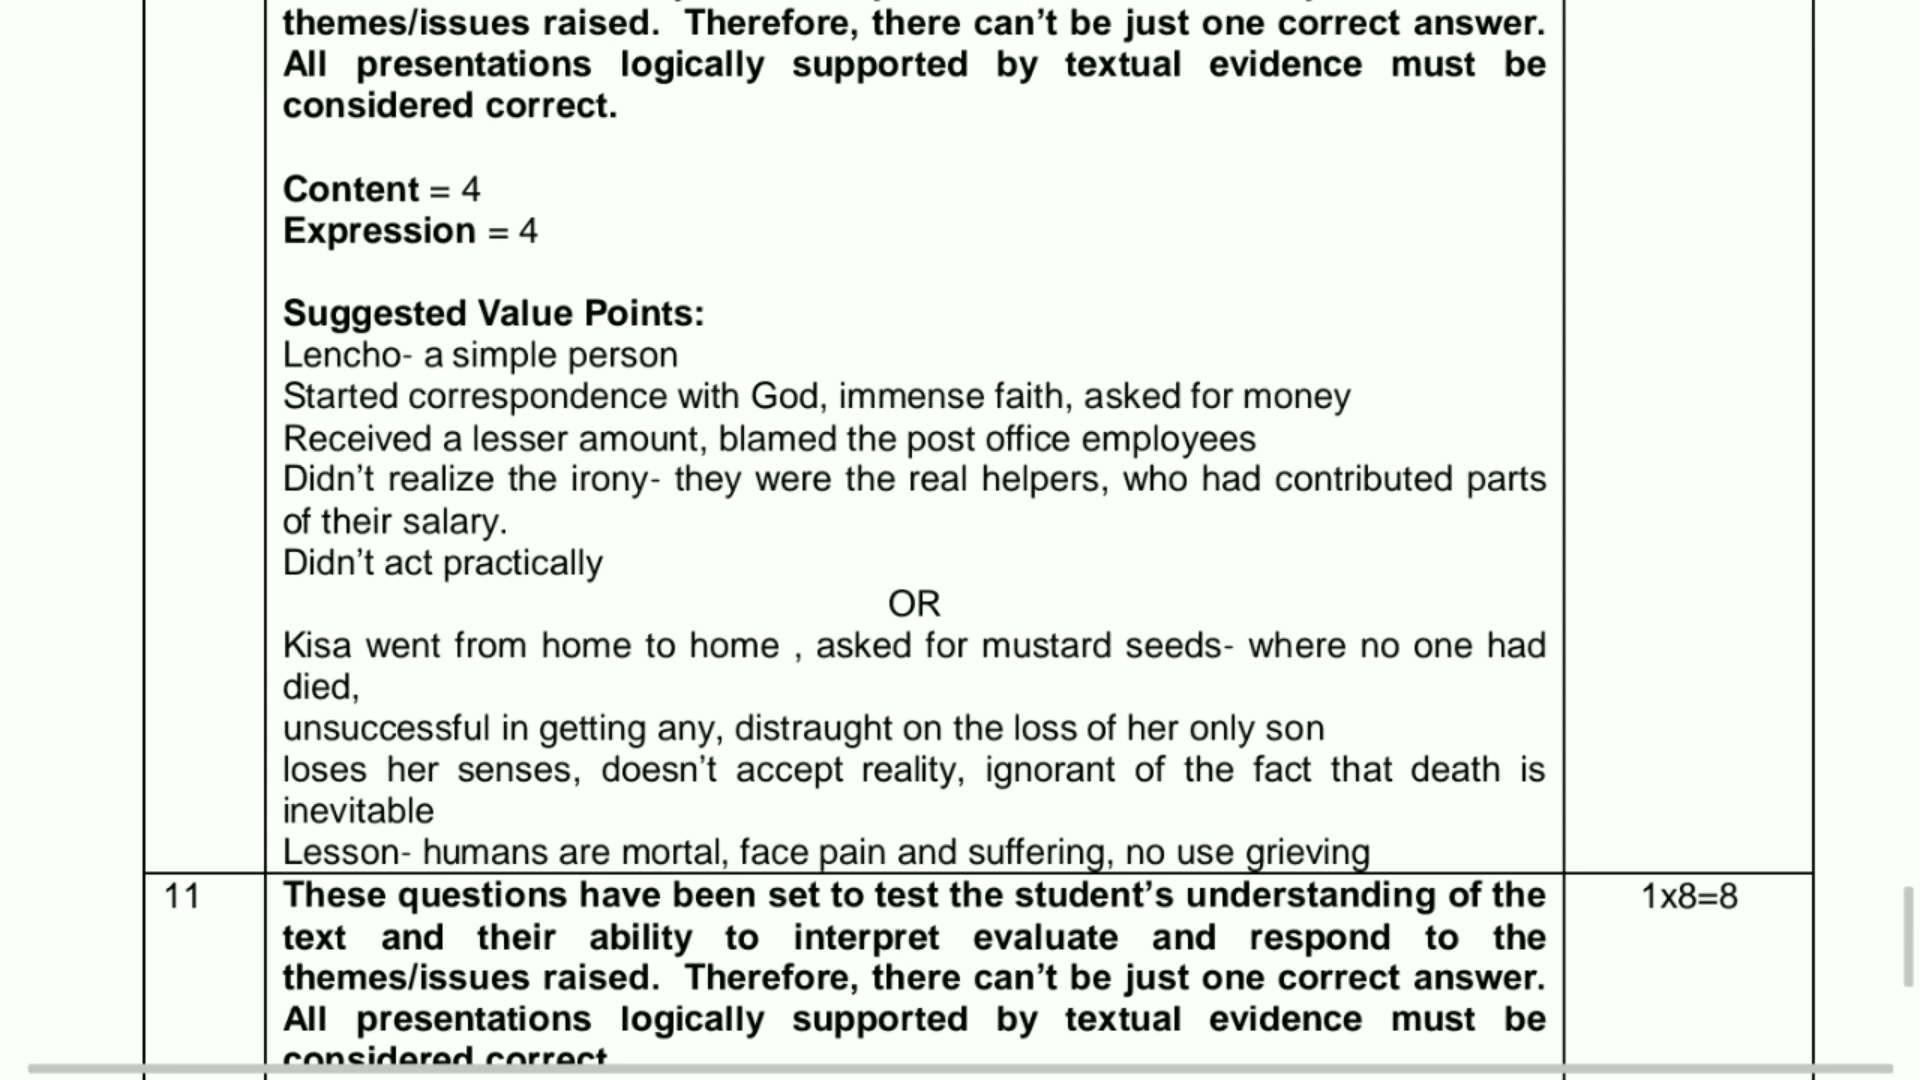 themes/issues raised. Therefore, there can't be just one correct answer.
All presentations logically supported by textual evidence must be
considered correct.
Content = 4
Expression = 4
Suggested Value Points:
Lencho- a simple person
Started correspondence with God, immense faith, asked for money
Received a lesser amount, blamed the post office employees
Didn't realize the irony- they were the real helpers, who had contributed parts
of their salary.
Didn't act practically
OR
Kisa went from home to home , asked for mustard seeds- where no one had
died,
unsuccessful in getting any, distraught on the loss of her only son
loses her senses, doesn't accept reality, ignorant of the fact that death is
inevitable
Lesson- humans are mortal, face pain and suffering, no use grieving
11 These questions have been set to test the student's understanding of the 1x8=8
text and their ability to interpret evaluate and respond to the
themes/issues raised. Therefore, there can't be just one correct answer.
All presentations logically supported by textual evidence must be
considered correct